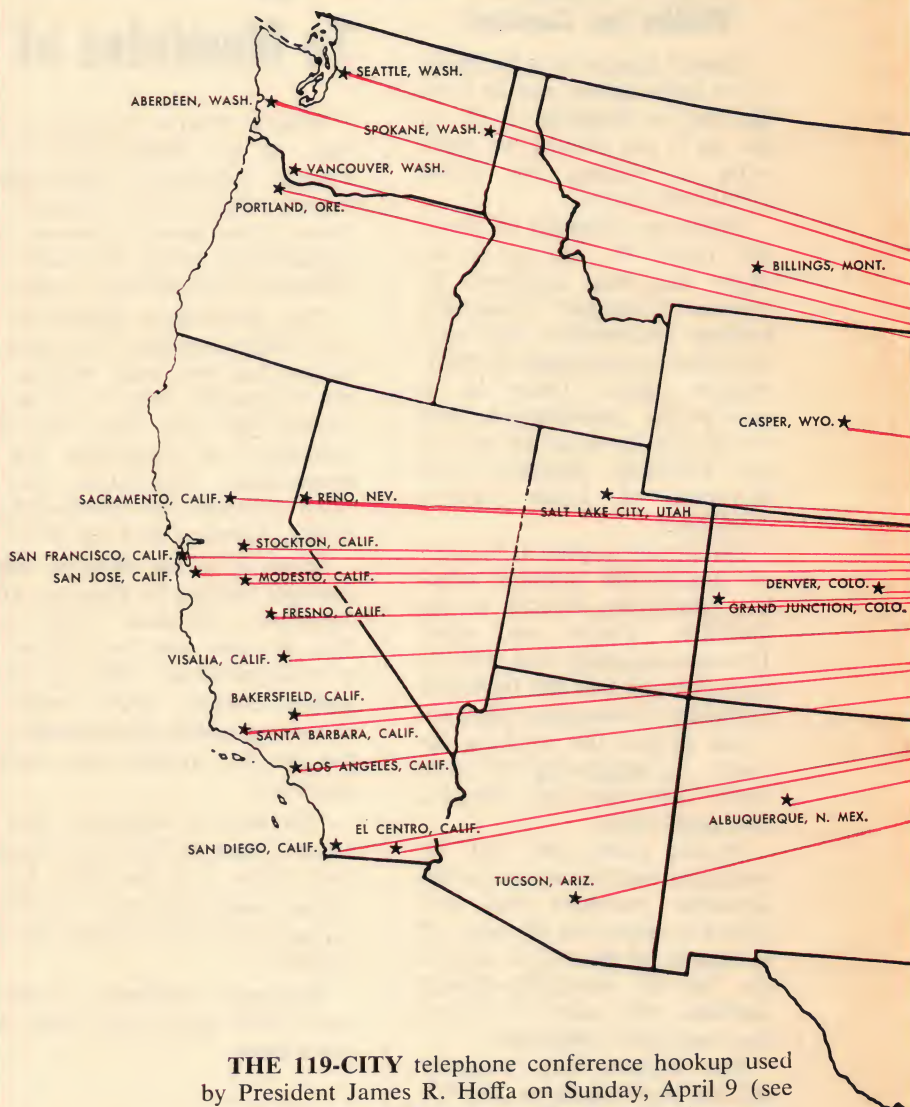 SEATTLE, WASH.
ABERDEEN, WASH.
SPOKANE, WASH.
VANCOUVER, WASH.
PORTLAND, ORE.
BILLINGS, MONT.
CASPER, WYO.
SACRAMENTO, CALIF.
RENO, NEV.
SALT LAKE CITY, UTAH
STOCKTON, CALIF.
SAN FRANCISCO, CALIF.
SAN JOSE, CALIF.
MODESTO, CALIF.
DENVER, COLO.
GRAND JUNCTION, COLO.
FRESNO, CALIF.
VISALIA, CALIF.
BAKERSFIELD, CALIF.
SANTA BARBARA, CALIF.
LOS ANGELES, CALIF.
ALBUQUERQUE, N. MEX.
EL CENTRO, CALIF.
SAN DIEGO, CALIF.
TUCSON, ARIZ.
THE 119-CITY telephone conference hookup used
by President James R. Hoffa on Sunday, April 9 (see